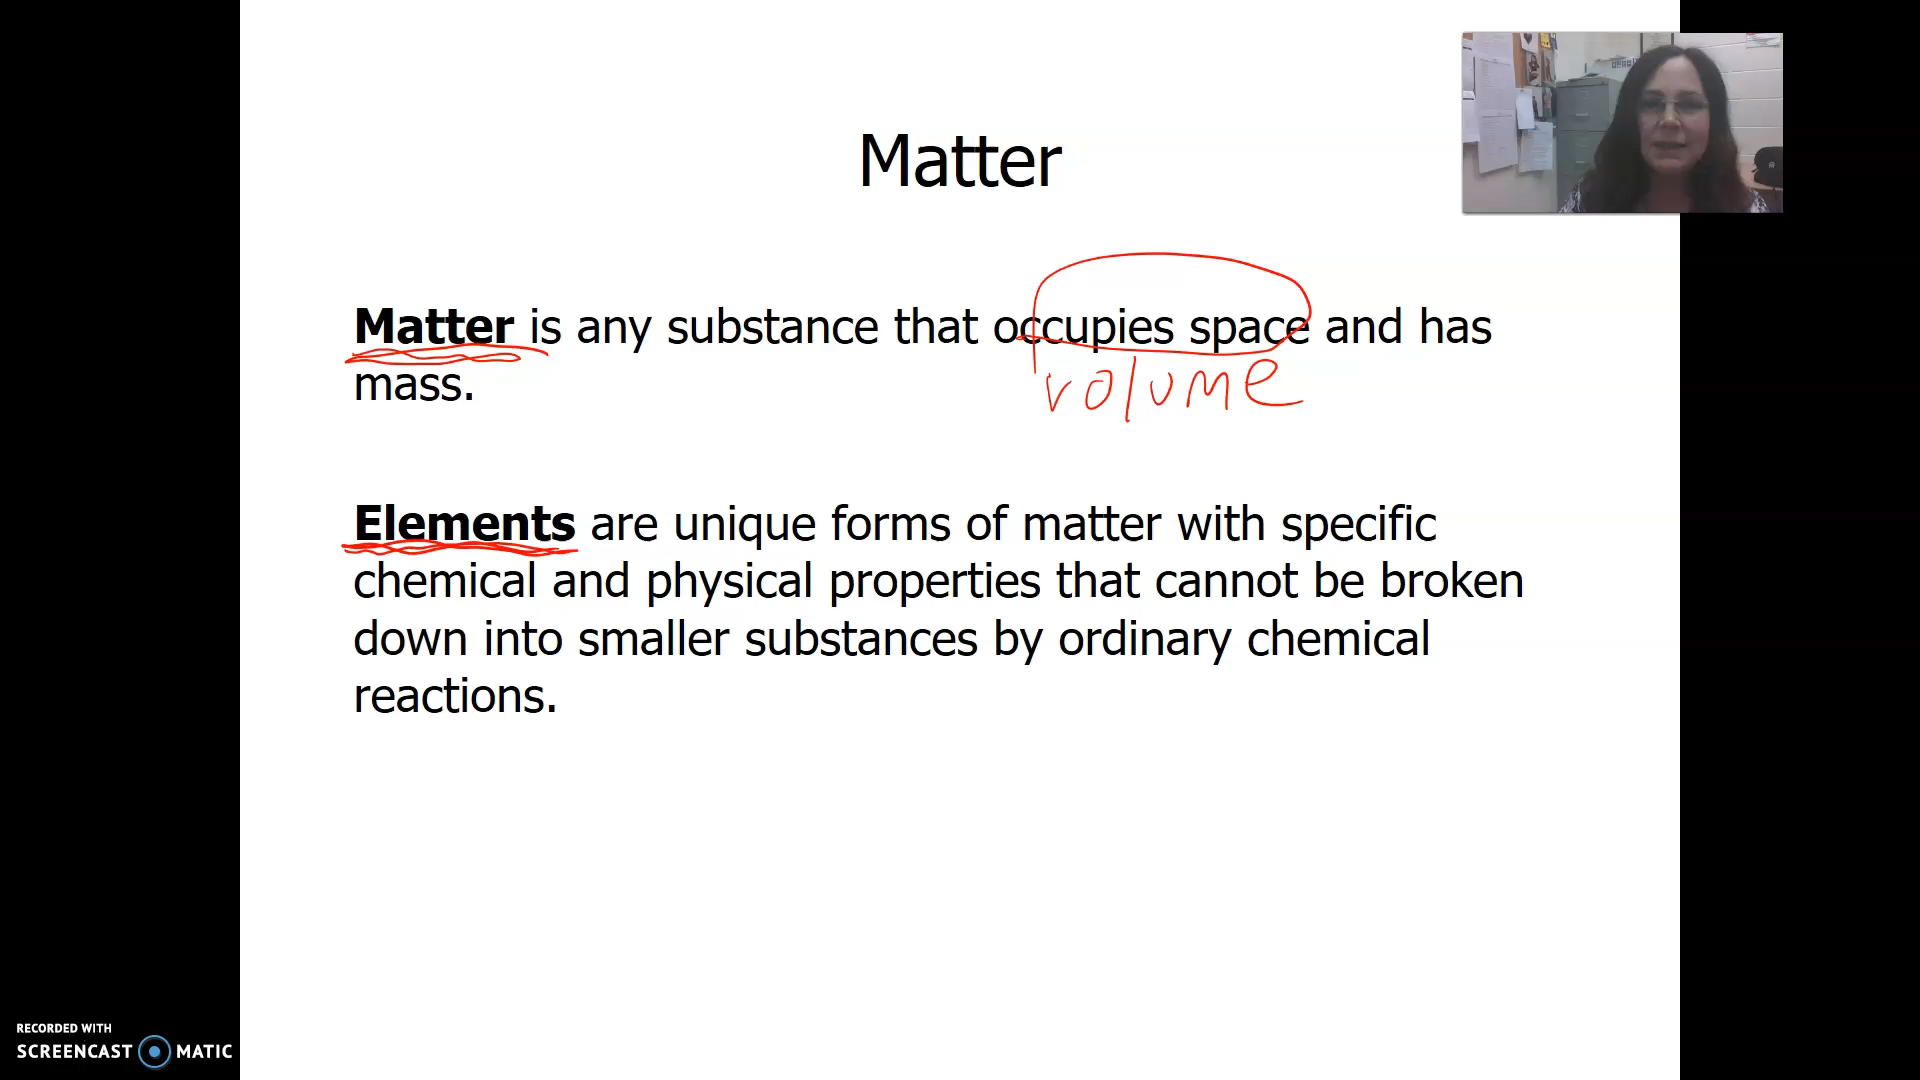 Matter
Matter is any substance that occupies space and has
mass.
volume
Elements are unique forms of matter with specific
chemical and physical properties that cannot be broken
down into smaller substances by ordinary chemical
reactions.
RECORDED WITH
SCREENCAST MATIC